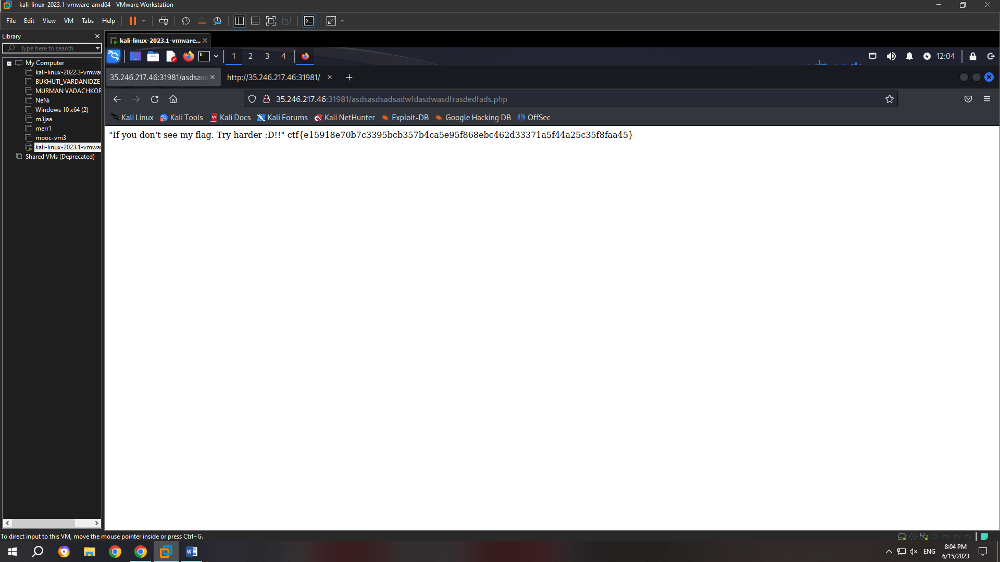 kali-linux-2023.1-vmware-amd64 - VMware Workstation
File Edit View VM Tabs Help
Library
Type here to search
My Computer
kali-linux-2022.3-vmwar
BUKHUTI_VARDANIDZE
MURMAN VADACHKOR
NeNi
Windows 10 x64 (2)
m3jaa
merr1
mooc-vm3
kali-linux-2023.1-vmwar
Shared VMs (Deprecated)
kali-linux-2023.1-vmware...
1 2 3 4
12:04
35.246.217.46:31981/asdsasd
http://35.246.217.46:31981/
35.246.217.46:31981/asdsasdsadsadwfdasdwasdfrasdedfads.php
Kali Linux Kali Tools Kali Docs Kali Forums Kali NetHunter Exploit-DB Google Hacking DB OffSec
"If you don't see my flag. Try harder :D!!" ctf{e15918e70b7c3395bcb357b4ca5e95f868ebc462d33371a5f44a25c35f8faa45}
To direct input to this VM, move the mouse pointer inside or press Ctrl+G.
ENG
8:04 PM
6/15/2023